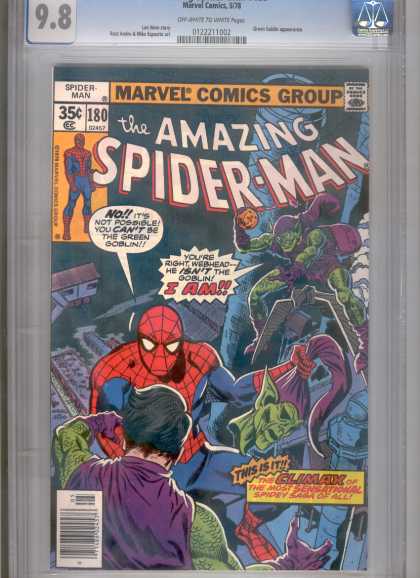 9.8
Marvel Comics, 5/78
OFF-WHITE TO WHITE Pages
Len Wein story
Ross Andru & Mike Esposito art
Green Goblin appearance
0122211002
SPIDER-
MAN
MARVEL® COMICS GROUP
35¢
180
02457
the AMAZING
SPIDER-MAN
NO!! IT'S
NOT POSSIBLE!
YOU CAN'T BE
THE GREEN
GOBLIN!!
YOU'RE
RIGHT, WEBHEAD--
HE ISN'T THE
GOBLIN!
I AM!!
THIS IS IT!!
THE CLIMAX OF
THE MOST SENSATIONAL
SPIDEY SAGA OF ALL!